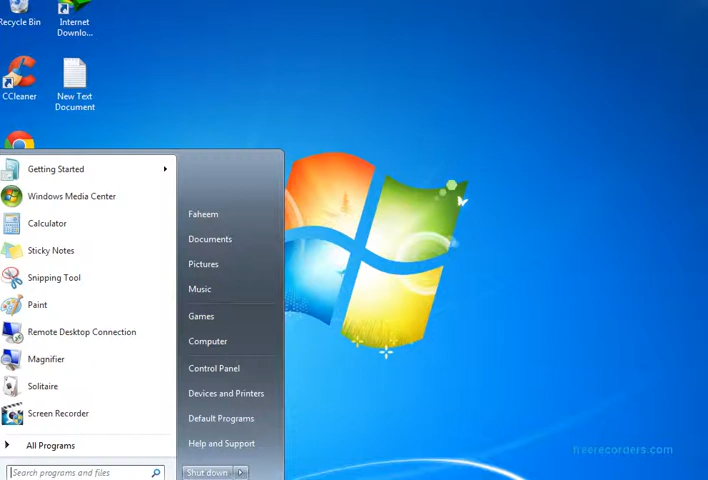 Recycle Bin
Internet
Downlo...
CCleaner
New Text
Document
Getting Started
Windows Media Center
Calculator
Sticky Notes
Snipping Tool
Paint
Remote Desktop Connection
Magnifier
Solitaire
Screen Recorder
All Programs
Search programs and files
Faheem
Documents
Pictures
Music
Games
Computer
Control Panel
Devices and Printers
Default Programs
Help and Support
Shut down
freerecorders.com